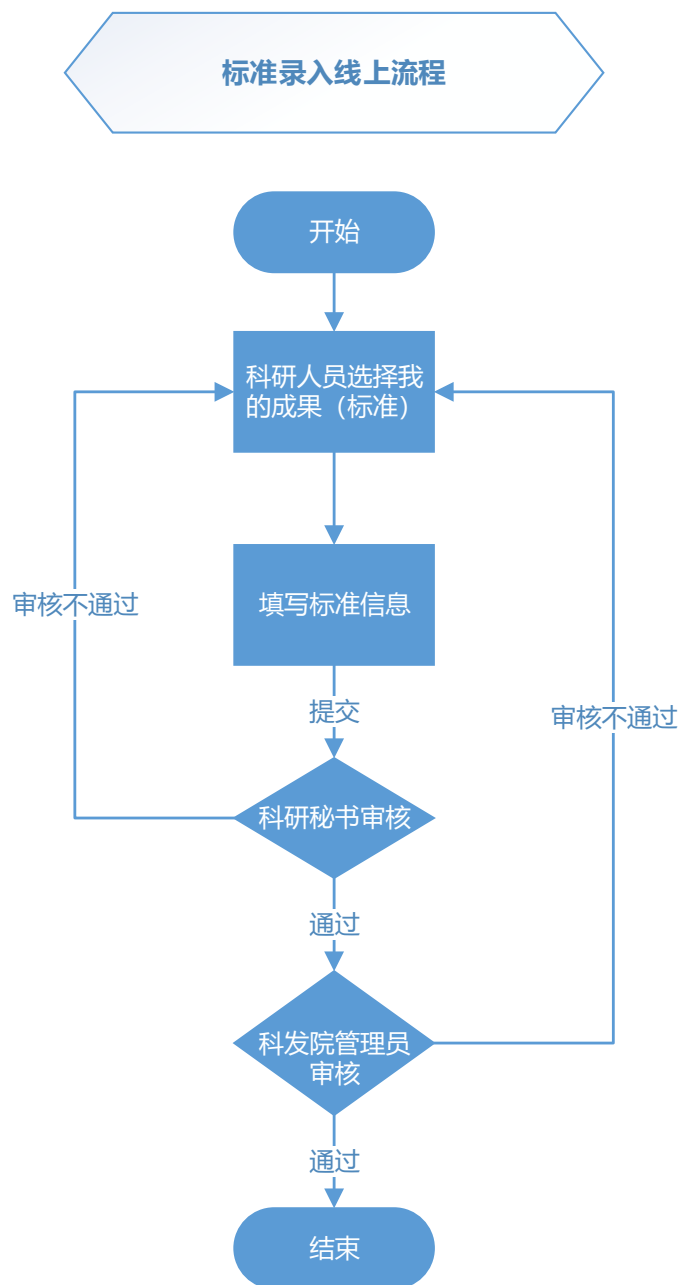 标准录入线上流程
开始
科研人员选择我
的成果（标准）
填写标准信息
审核不通过
提交
审核不通过
科研秘书审核
通过
科发院管理员
审核
通过
结束